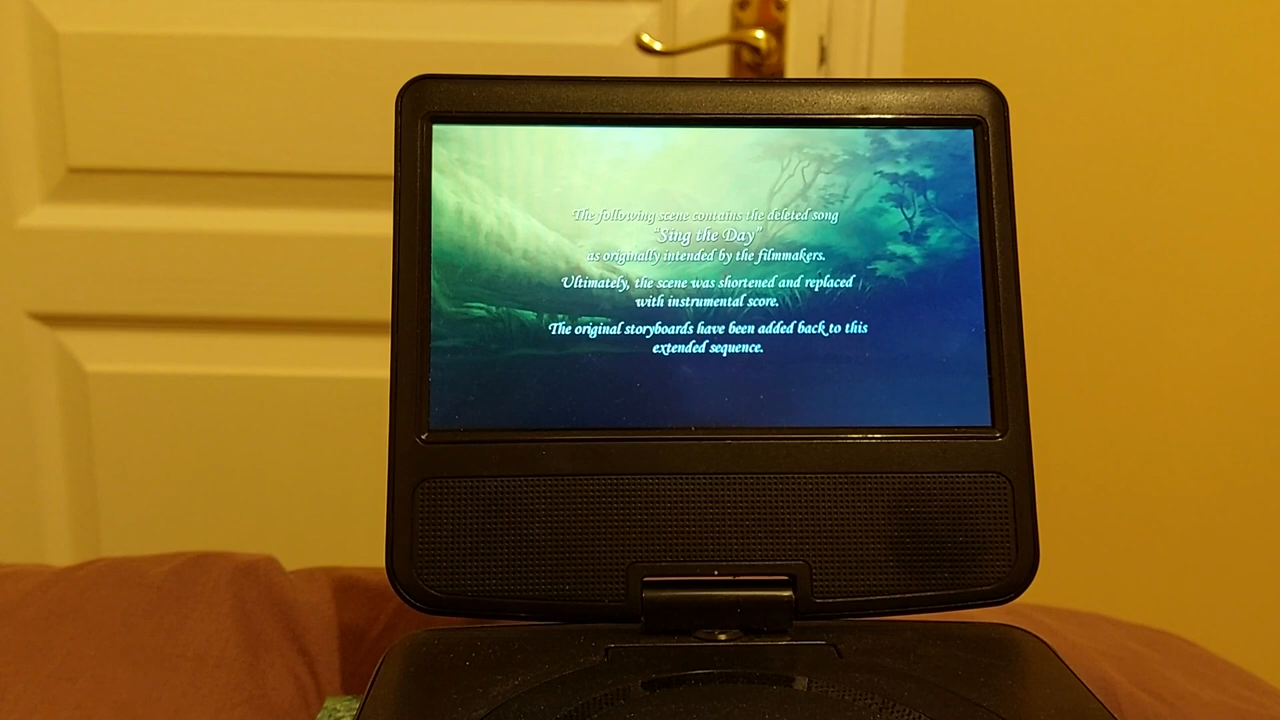 The following scene contains the deleted song
"Sing the Day"
as originally intended by the filmmakers.
Ultimately, the scene was shortened and replaced
with instrumental score.
The original storyboards have been added back to this
extended sequence.